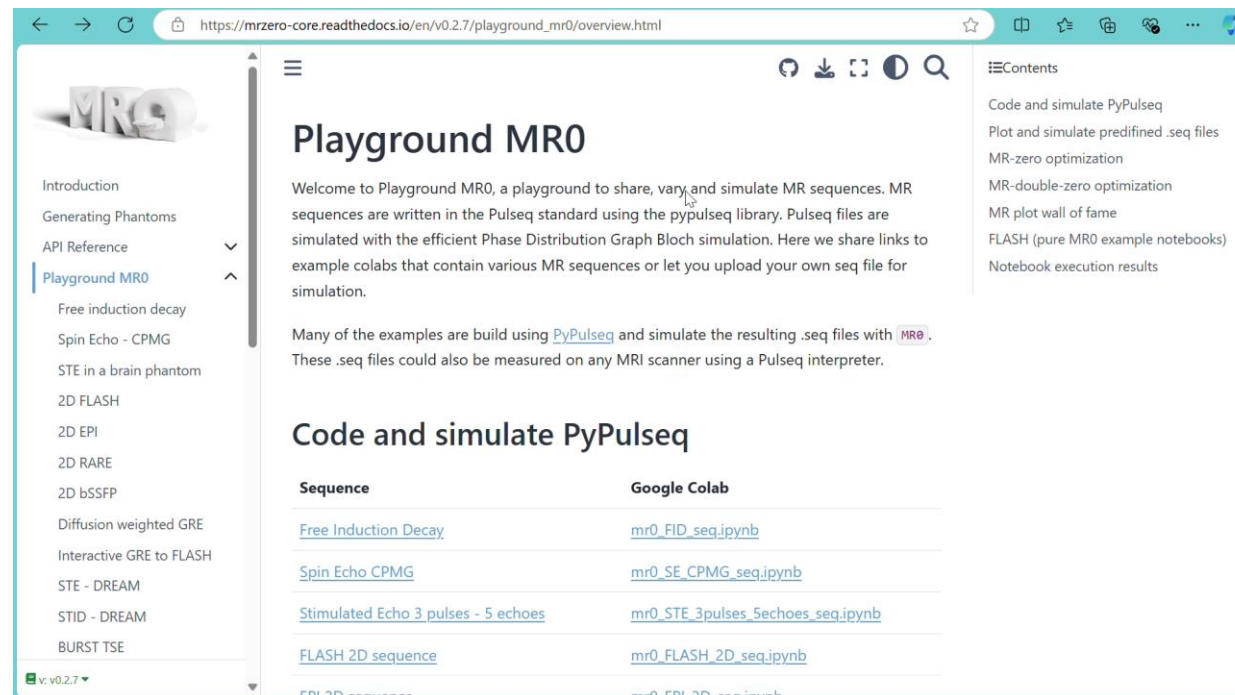 https://mrzero-core.readthedocs.io/en/v0.2.7/playground_mr0/overview.html
MR0
Introduction
Generating Phantoms
API Reference
Playground MR0
Free induction decay
Spin Echo - CPMG
STE in a brain phantom
2D FLASH
2D EPI
2D RARE
2D bSSFP
Diffusion weighted GRE
Interactive GRE to FLASH
STE - DREAM
STID - DREAM
BURST TSE
v: v0.2.7
Playground MR0
Welcome to Playground MR0, a playground to share, vary and simulate MR sequences. MR
sequences are written in the Pulseq standard using the pypulseq library. Pulseq files are
simulated with the efficient Phase Distribution Graph Bloch simulation. Here we share links to
example colabs that contain various MR sequences or let you upload your own seq file for
simulation.
Many of the examples are build using PyPulseq and simulate the resulting .seq files with MR0 .
These .seq files could also be measured on any MRI scanner using a Pulseq interpreter.
Code and simulate PyPulseq
Sequence Google Colab
Free Induction Decay mr0_FID_seq.ipynb
Spin Echo CPMG mr0_SE_CPMG_seq.ipynb
Stimulated Echo 3 pulses - 5 echoes mr0_STE_3pulses_5echoes_seq.ipynb
FLASH 2D sequence mr0_FLASH_2D_seq.ipynb
EPI 2D sequence mr0_EPI_2D_seq.ipynb
Contents
Code and simulate PyPulseq
Plot and simulate predifined .seq files
MR-zero optimization
MR-double-zero optimization
MR plot wall of fame
FLASH (pure MR0 example notebooks)
Notebook execution results